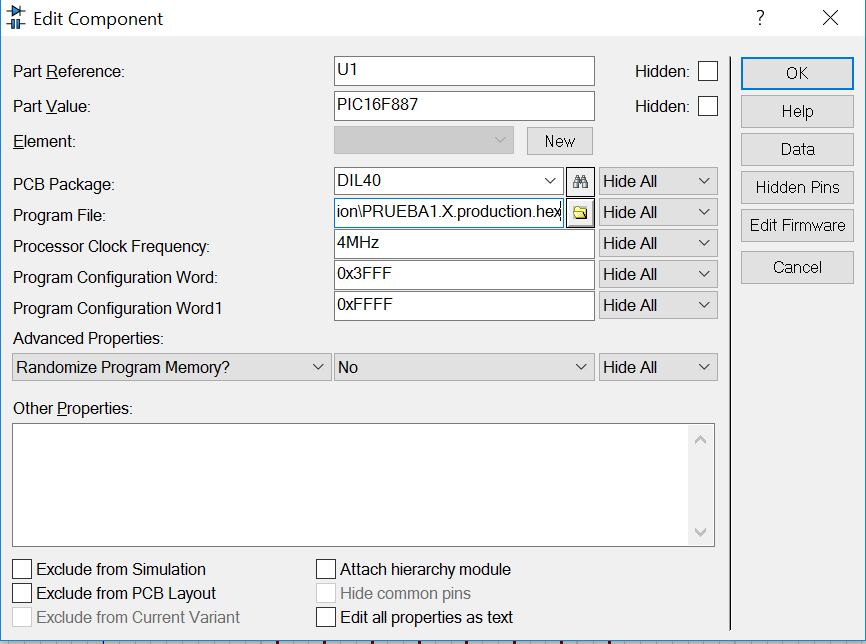 Edit Component ?
Part Reference: U1 Hidden: OK
Part Value: PIC16F887 Hidden: Help
Element: New
Data
PCB Package: DIL40 Hide All Hidden Pins
Program File: ion\PRUEBA1.X.production.hex Hide All Edit Firmware
Processor Clock Frequency: 4MHz Hide All
Program Configuration Word: 0x3FFF Hide All Cancel
Program Configuration Word1 0xFFFF Hide All
Advanced Properties:
Randomize Program Memory? No Hide All
Other Properties:
Exclude from Simulation Attach hierarchy module
Exclude from PCB Layout Hide common pins
Exclude from Current Variant Edit all properties as text